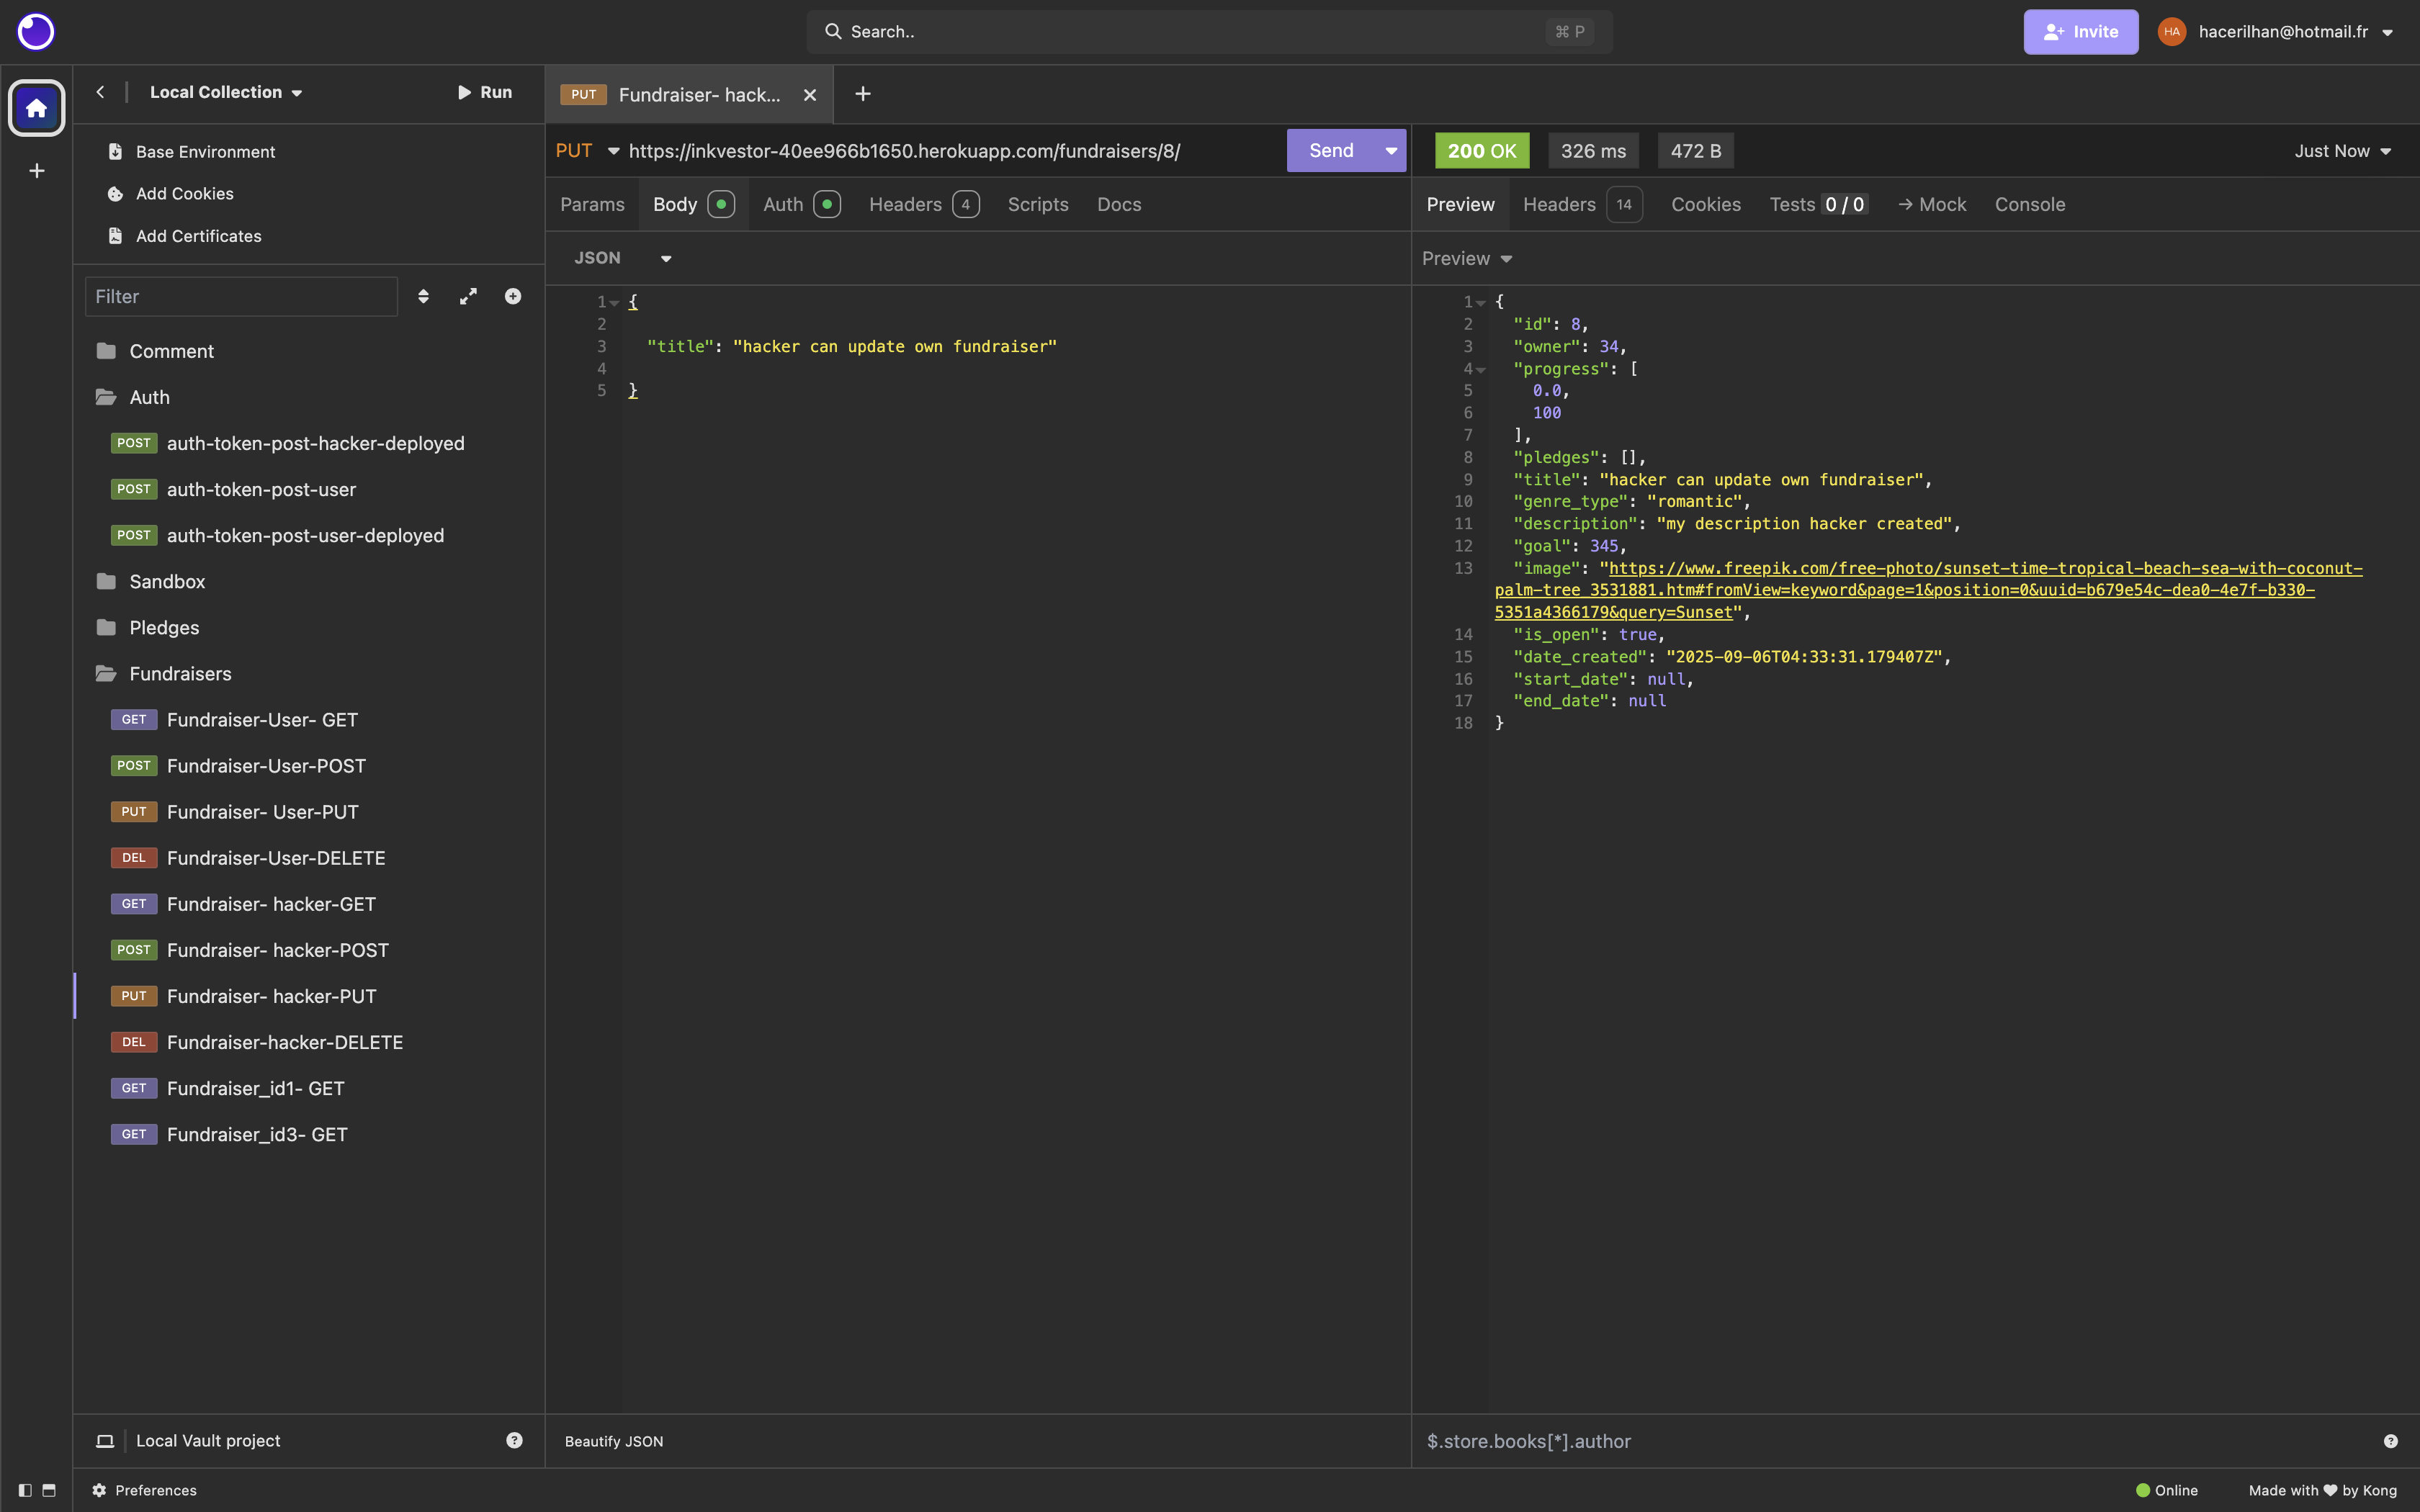 Search..
⌘ P
Invite
HA
hacerilhan@hotmail.fr
Local Collection
Run
PUT Fundraiser- hack...
Base Environment
Add Cookies
Add Certificates
Filter
Comment
Auth
POST auth-token-post-hacker-deployed
POST auth-token-post-user
POST auth-token-post-user-deployed
Sandbox
Pledges
Fundraisers
GET Fundraiser-User- GET
POST Fundraiser-User-POST
PUT Fundraiser- User-PUT
DEL Fundraiser-User-DELETE
GET Fundraiser- hacker-GET
POST Fundraiser- hacker-POST
PUT Fundraiser- hacker-PUT
DEL Fundraiser-hacker-DELETE
GET Fundraiser_id1- GET
GET Fundraiser_id3- GET
Local Vault project
PUT https://inkvestor-40ee966b1650.herokuapp.com/fundraisers/8/ Send
Params Body Auth Headers 4 Scripts Docs
JSON
1 {
2
3 "title": "hacker can update own fundraiser"
4
5 }
Beautify JSON
200 OK 326 ms 472 B Just Now
Preview Headers 14 Cookies Tests 0 / 0 → Mock Console
Preview
1 {
2 "id": 8,
3 "owner": 34,
4 "progress": [
5 0.0,
6 100
7 ],
8 "pledges": [],
9 "title": "hacker can update own fundraiser",
10 "genre_type": "romantic",
11 "description": "my description hacker created",
12 "goal": 345,
13 "image": "https://www.freepik.com/free-photo/sunset-time-tropical-beach-sea-with-coconut-
palm-tree_3531881.htm#fromView=keyword&page=1&position=0&uuid=b679e54c-dea0-4e7f-b330-
5351a4366179&query=Sunset",
14 "is_open": true,
15 "date_created": "2025-09-06T04:33:31.179407Z",
16 "start_date": null,
17 "end_date": null
18 }
$.store.books[*].author
Preferences
Online
Made with ♥ by Kong